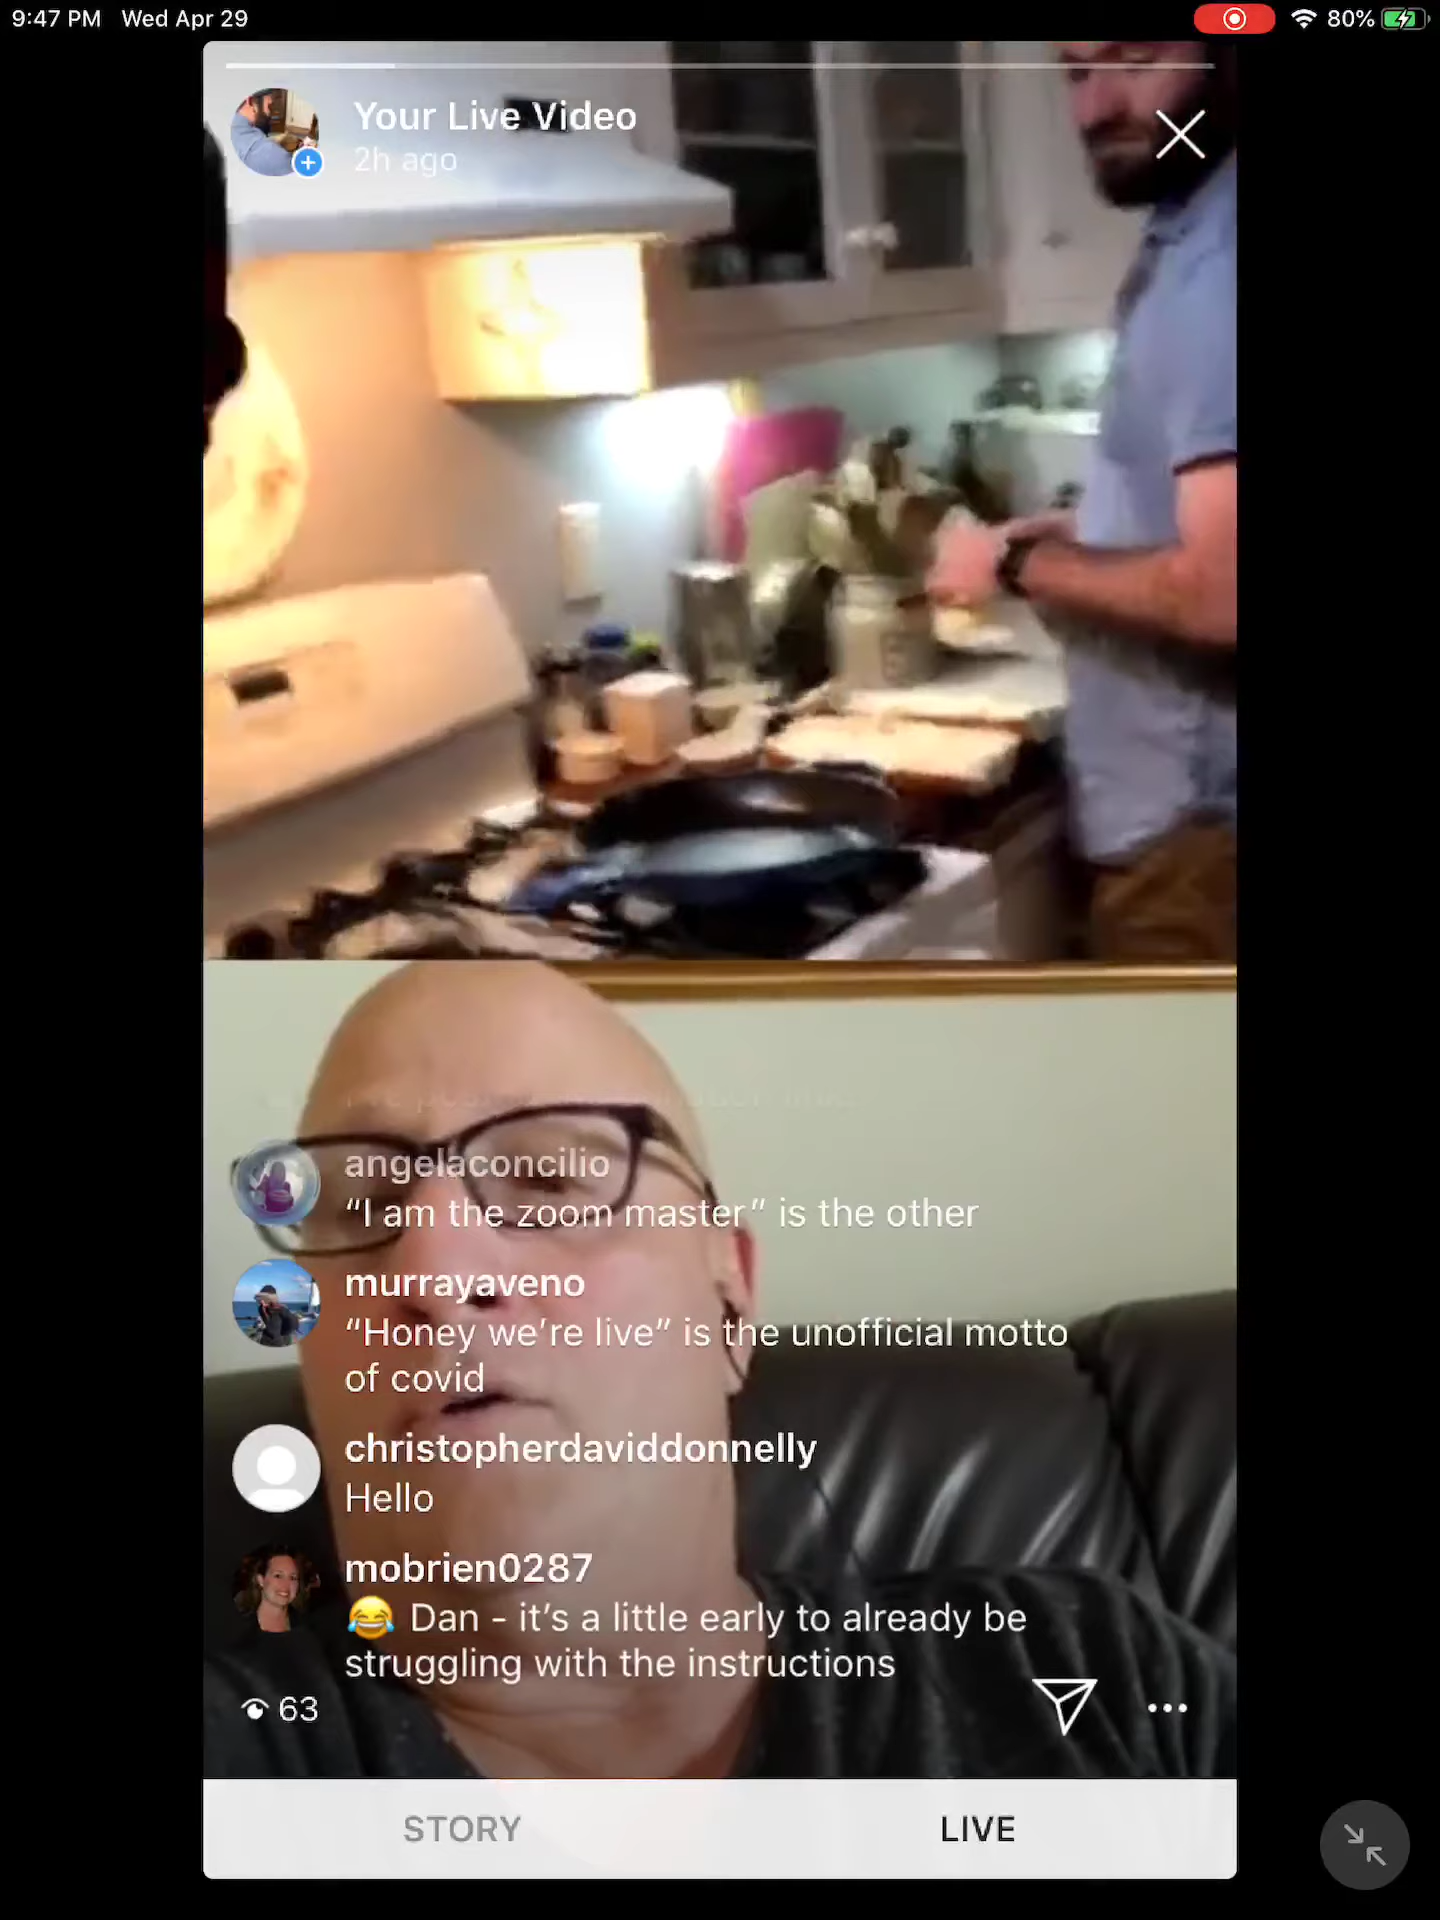 9:47 PM Wed Apr 29
80%
Your Live Video
2h ago
angelaconcilio
“I am the zoom master” is the other
murrayaveno
“Honey we’re live” is the unofficial motto
of covid
christopherdaviddonnelly
Hello
mobrien0287
😂 Dan - it’s a little early to already be
struggling with the instructions
63
STORY
LIVE